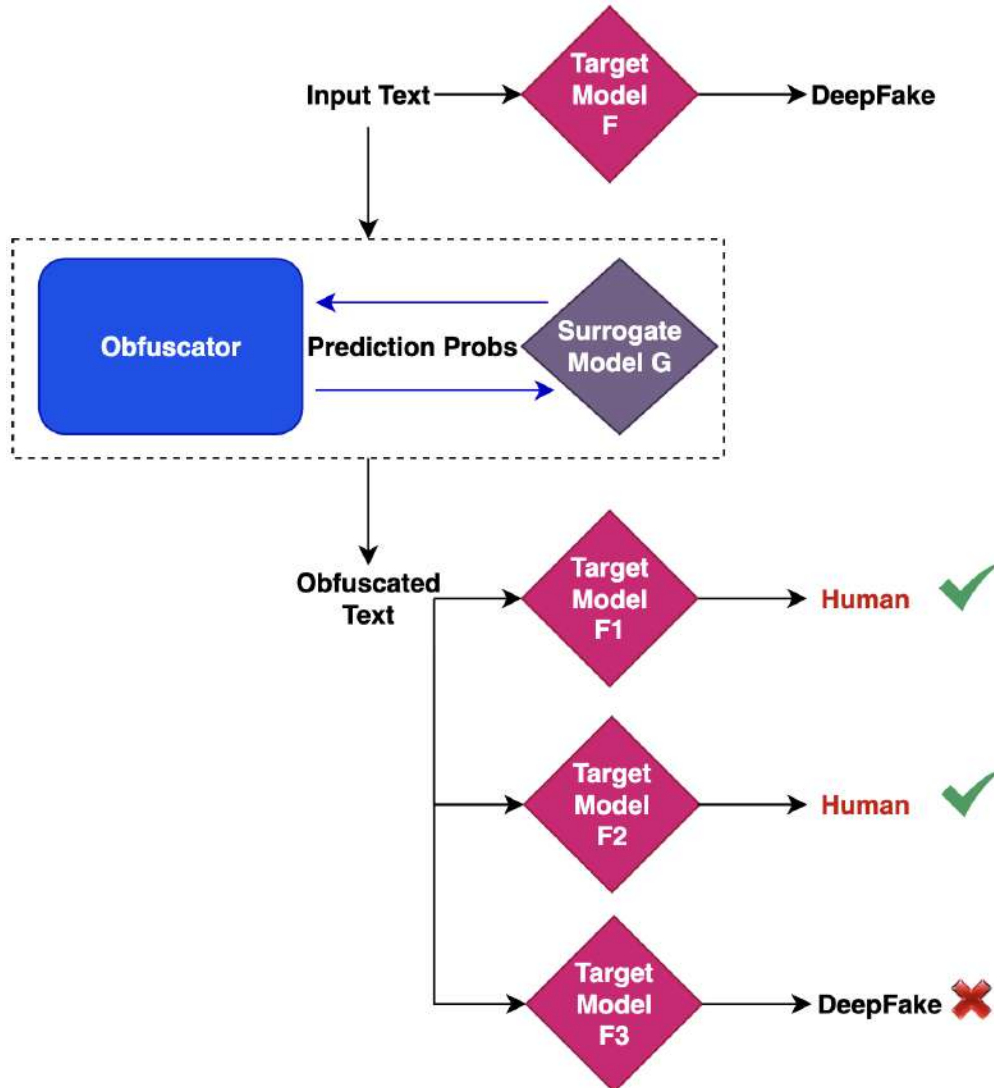 Input Text
Target
Model
F
DeepFake
Obfuscator
Prediction Probs
Surrogate
Model G
Obfuscated
Text
Target
Model
F1
Human
Target
Model
F2
Human
Target
Model
F3
DeepFake